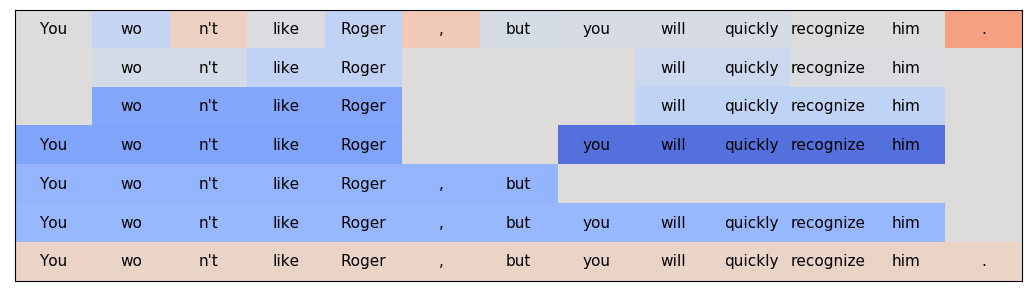 You wo n't like Roger , but you will quickly recognize him .
wo n't like Roger will quickly recognize him
wo n't like Roger will quickly recognize him
You wo n't like Roger you will quickly recognize him
You wo n't like Roger , but
You wo n't like Roger , but you will quickly recognize him
You wo n't like Roger , but you will quickly recognize him .